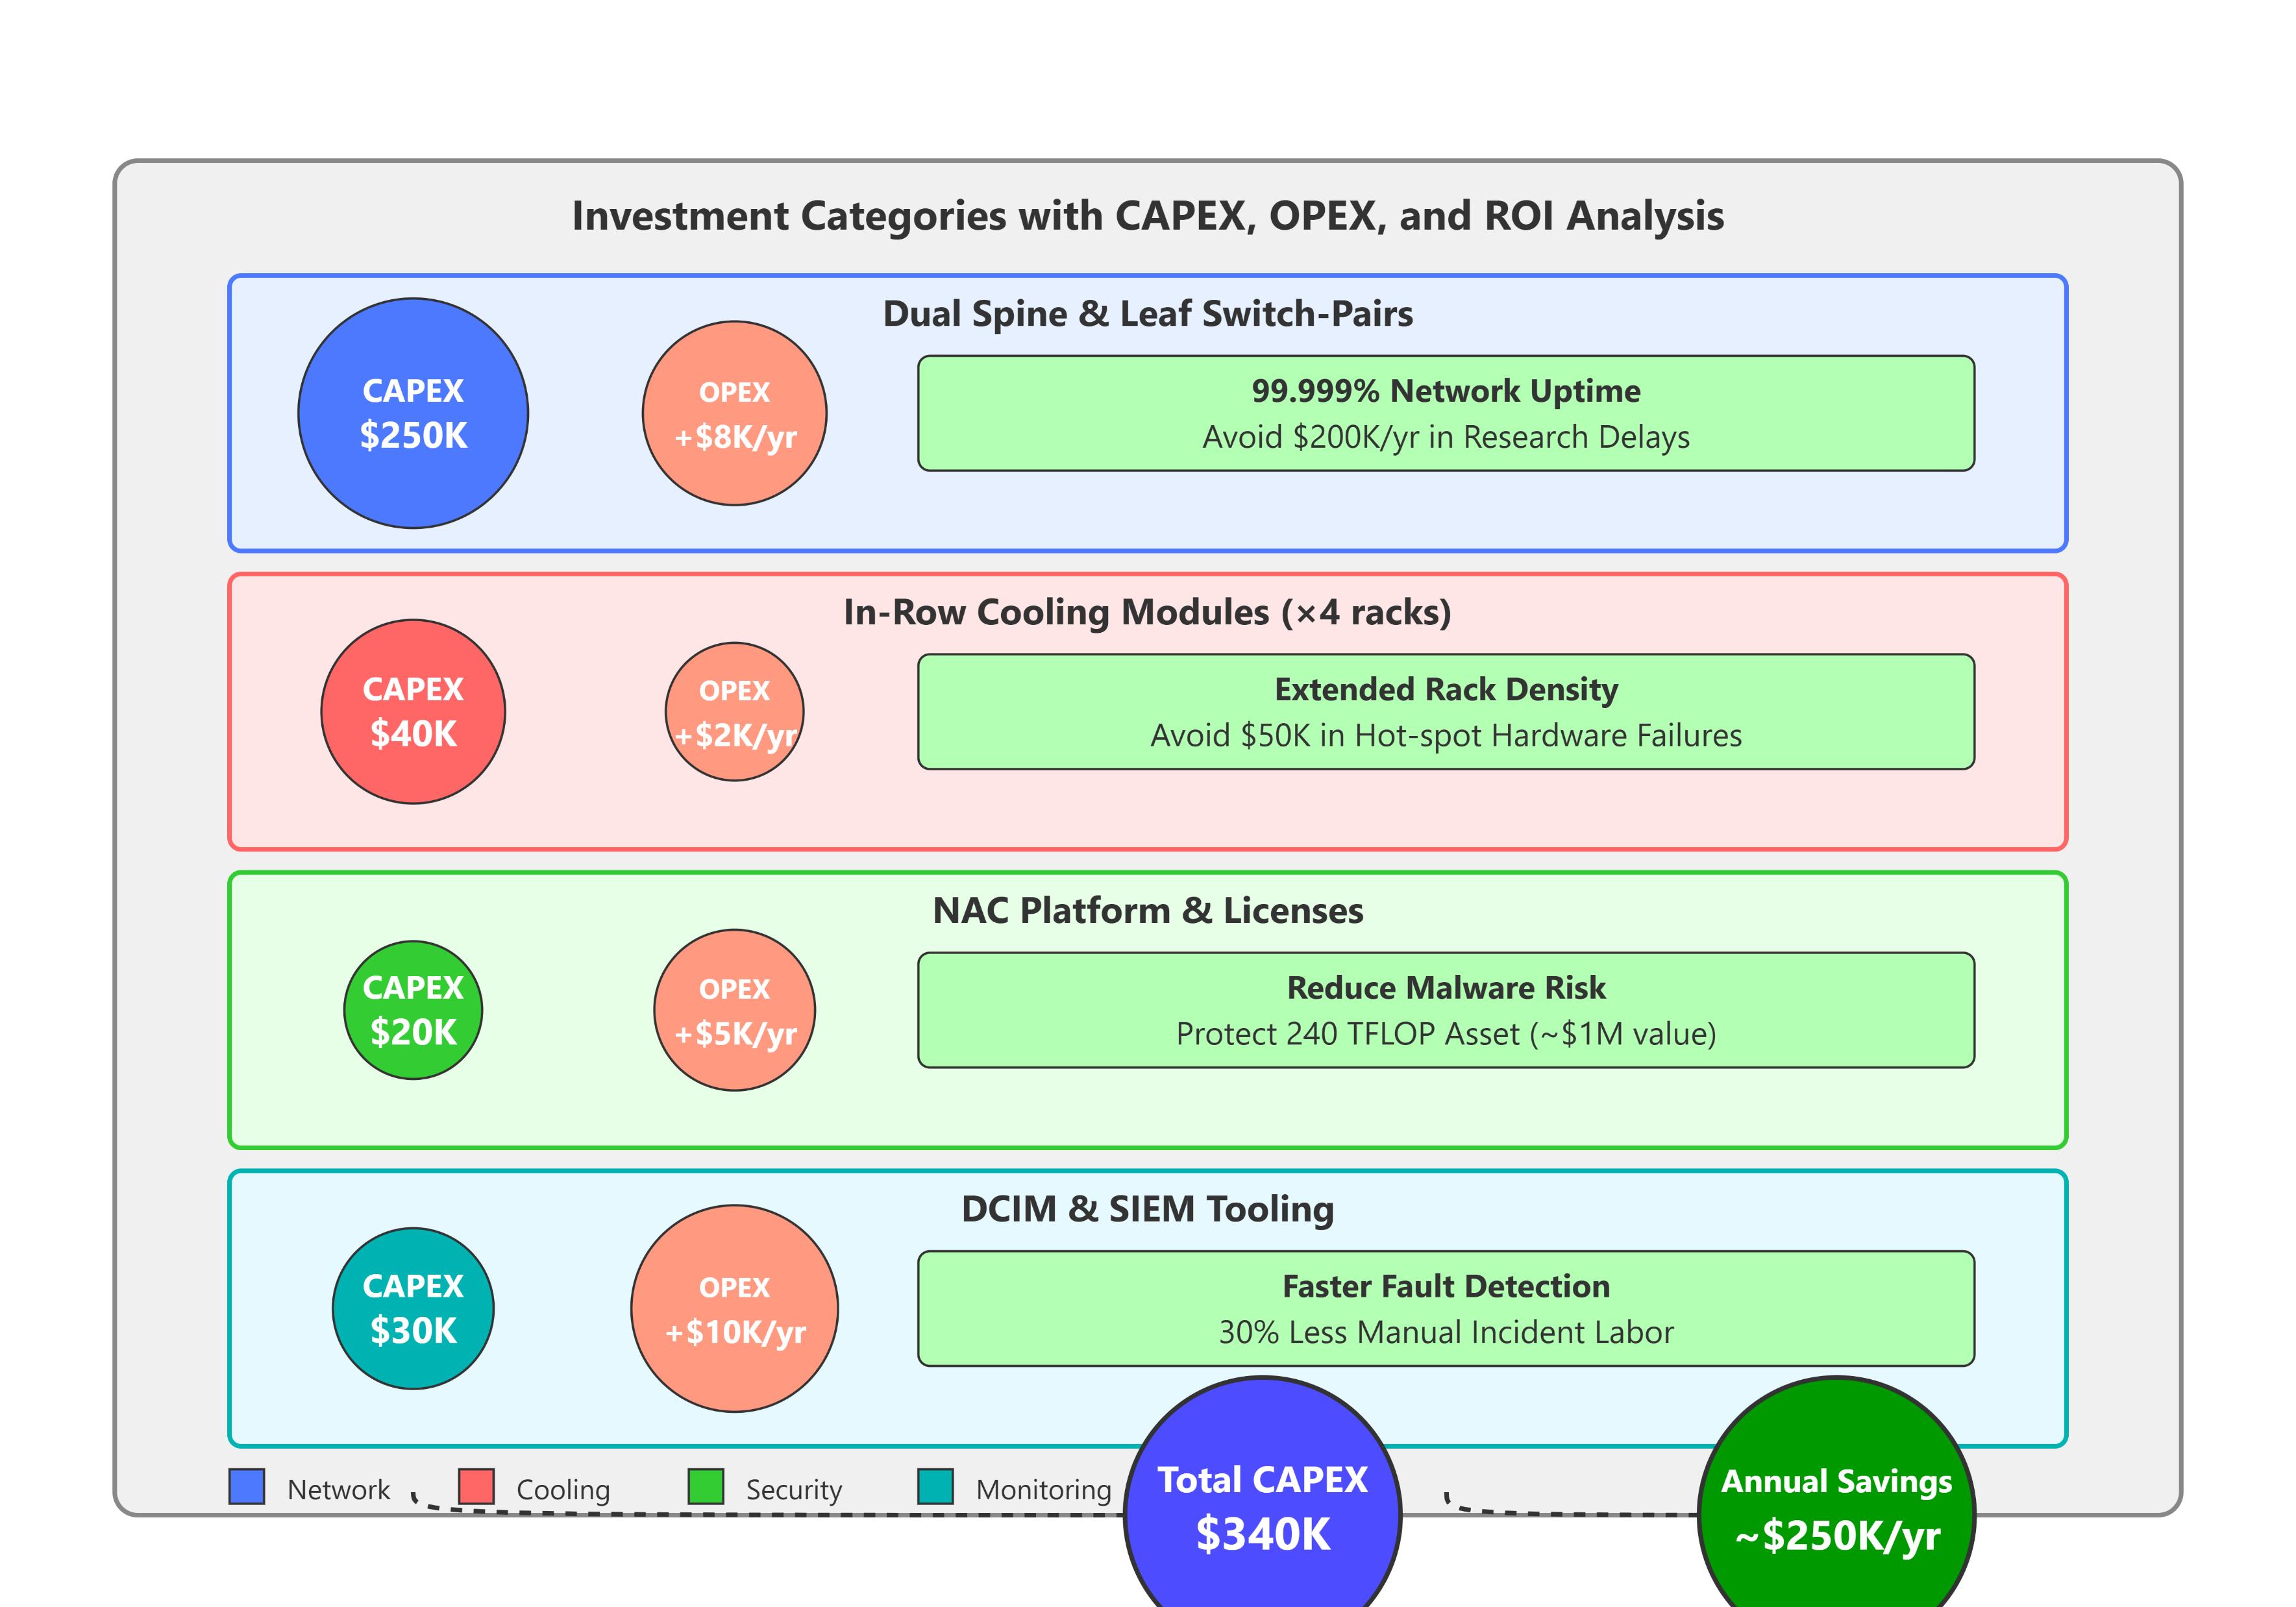 Investment Categories with CAPEX, OPEX, and ROI Analysis
Dual Spine & Leaf Switch-Pairs
CAPEX
$250K
OPEX
+$8K/yr
99.999% Network Uptime
Avoid $200K/yr in Research Delays
In-Row Cooling Modules (×4 racks)
CAPEX
$40K
OPEX
+$2K/yr
Extended Rack Density
Avoid $50K in Hot-spot Hardware Failures
NAC Platform & Licenses
CAPEX
$20K
OPEX
+$5K/yr
Reduce Malware Risk
Protect 240 TFLOP Asset (~$1M value)
DCIM & SIEM Tooling
CAPEX
$30K
OPEX
+$10K/yr
Faster Fault Detection
30% Less Manual Incident Labor
Network
Cooling
Security
Monitoring
Total CAPEX
$340K
Annual Savings
~$250K/yr